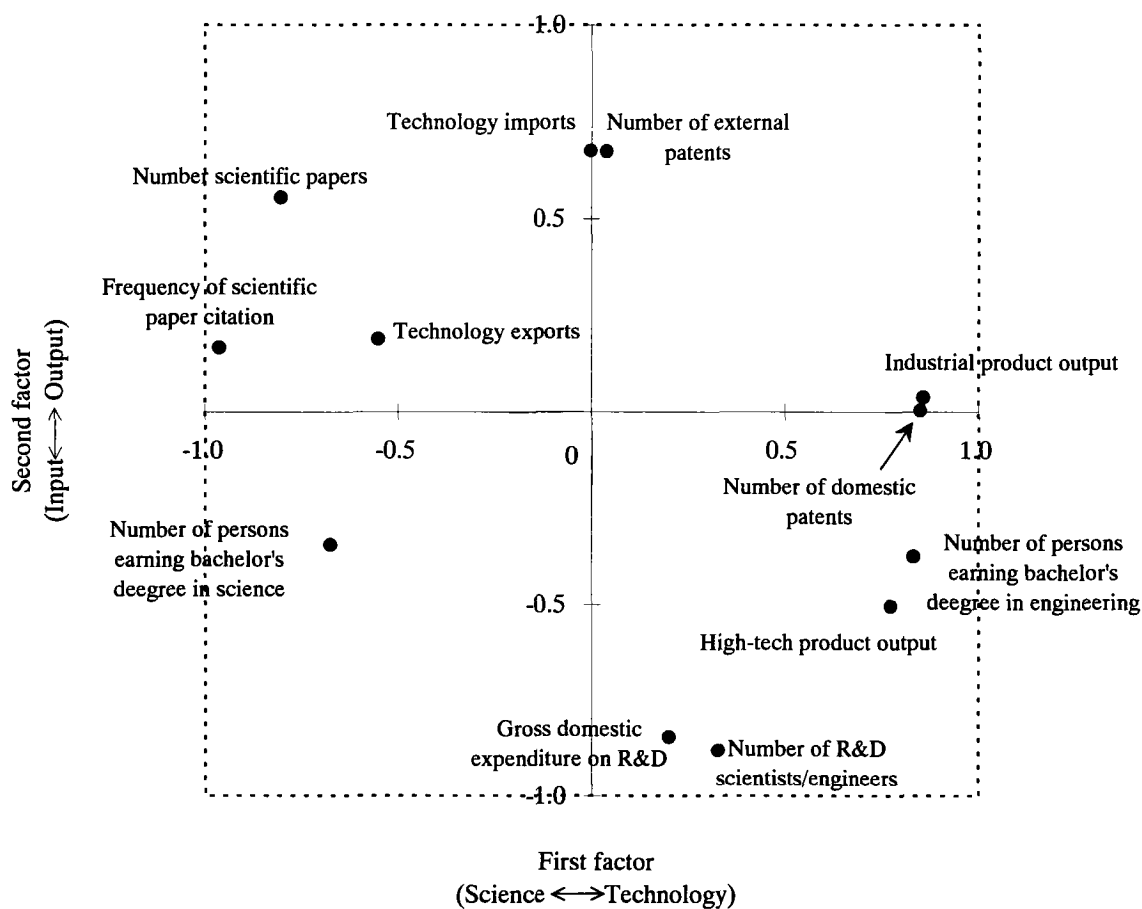 1.0
Technology imports
Number of external
patents
Number scientific papers
0.5
Frequency of scientific
paper citation
Technology exports
Industrial product output
Second factor
(Input⟷Output)
-1.0
-0.5
0
0.5
1.0
Number of domestic
patents
Number of persons
earning bachelor's
deegree in science
Number of persons
earning bachelor's
deegree in engineering
-0.5
High-tech product output
Gross domestic
expenditure on R&D
Number of R&D
scientists/engineers
-1.0
First factor
(Science ⟷Technology)